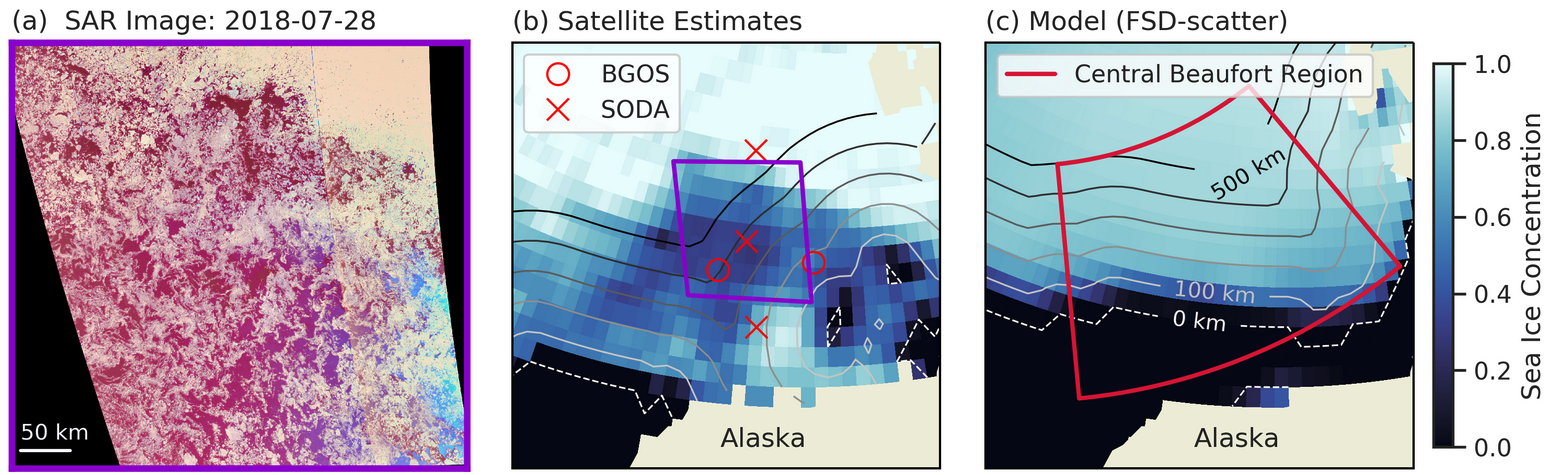 (a)  SAR Image: 2018-07-28
50 km
(b) Satellite Estimates
BGOS
SODA
Alaska
(c) Model (FSD-scatter)
Central Beaufort Region
500 km
100 km
0 km
Alaska
1.0
0.8
0.6
0.4
0.2
0.0
Sea Ice Concentration